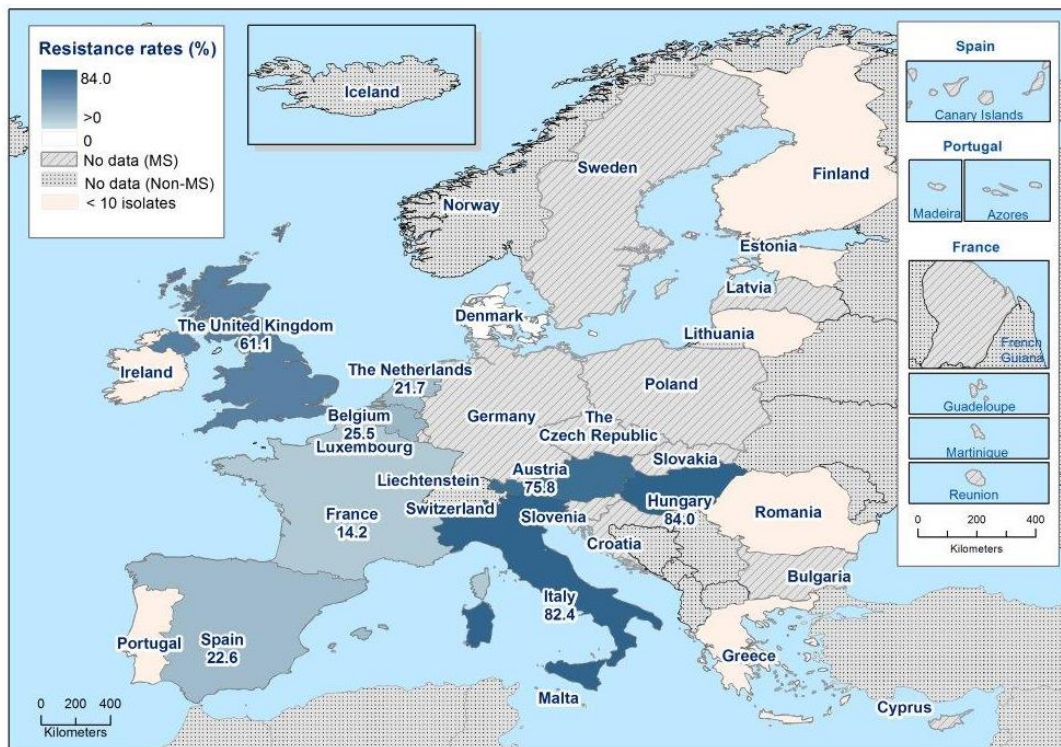 Resistance rates (%)
84.0
>0
0
No data (MS)
No data (Non-MS)
< 10 isolates
Iceland
Norway
Sweden
Finland
Estonia
Latvia
Lithuania
Denmark
The United Kingdom
61.1
Ireland
The Netherlands
21.7
Belgium
25.5
Luxembourg
Germany
Poland
The
Czech Republic
Slovakia
Liechtenstein
Austria
75.8
Switzerland
Slovenia
Hungary
84.0
Romania
France
14.2
Croatia
Bulgaria
Italy
82.4
Portugal
Spain
22.6
Greece
Malta
Cyprus
0 200 400
Kilometers
Spain
Canary Islands
Portugal
Madeira
Azores
France
French
Guiana
Guadeloupe
Martinique
Reunion
0 200 400
Kilometers